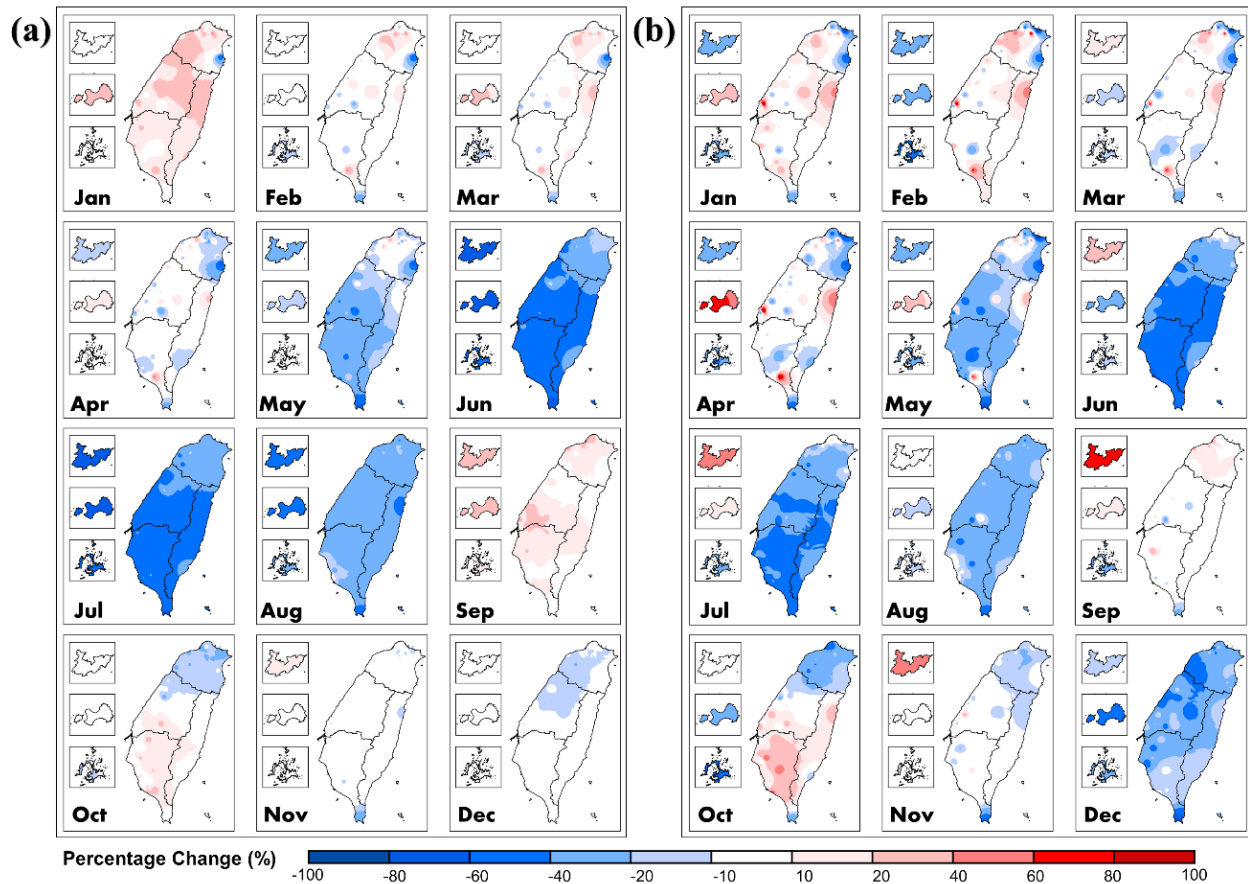 (a) (b)
Jan Feb Mar Jan Feb Mar
Apr May Jun Apr May Jun
Jul Aug Sep Jul Aug Sep
Oct Nov Dec Oct Nov Dec
Percentage Change (%)
-100 -80 -60 -40 -20 -10 10 20 40 60 80 100